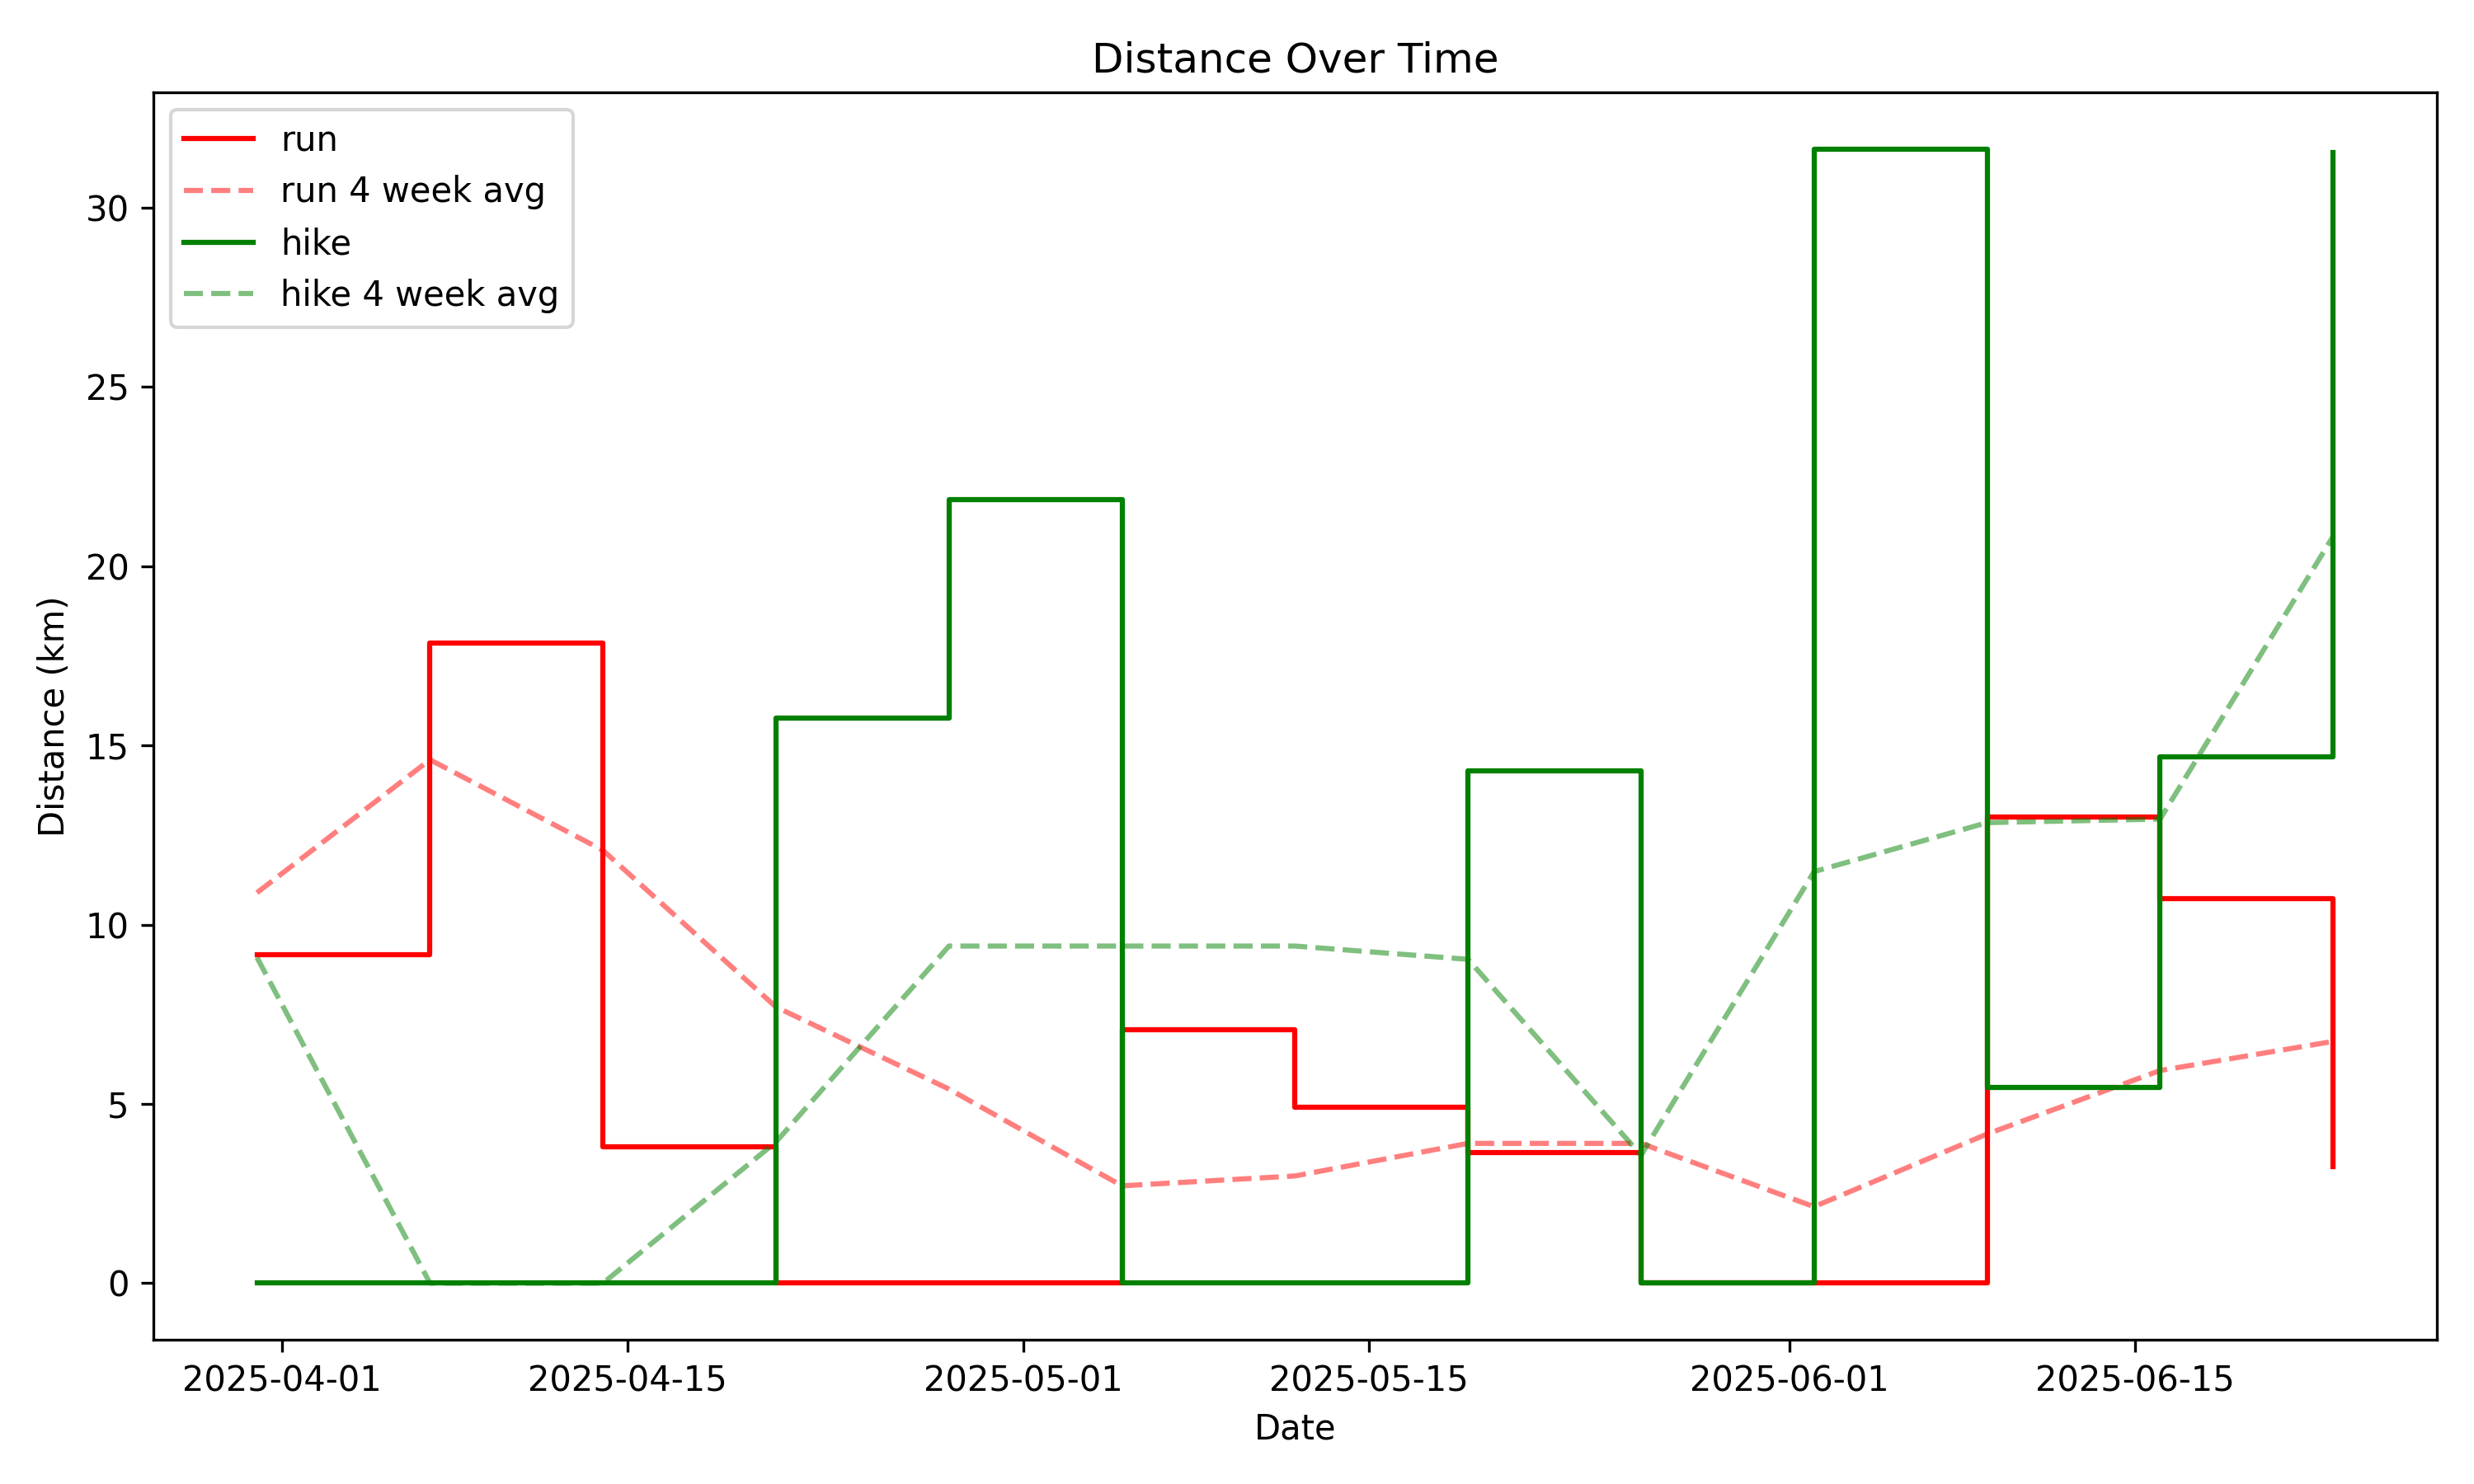 Distance Over Time
run
run 4 week avg
hike
hike 4 week avg
Distance (km)
30
25
20
15
10
5
0
2025-04-01
2025-04-15
2025-05-01
2025-05-15
2025-06-01
2025-06-15
Date